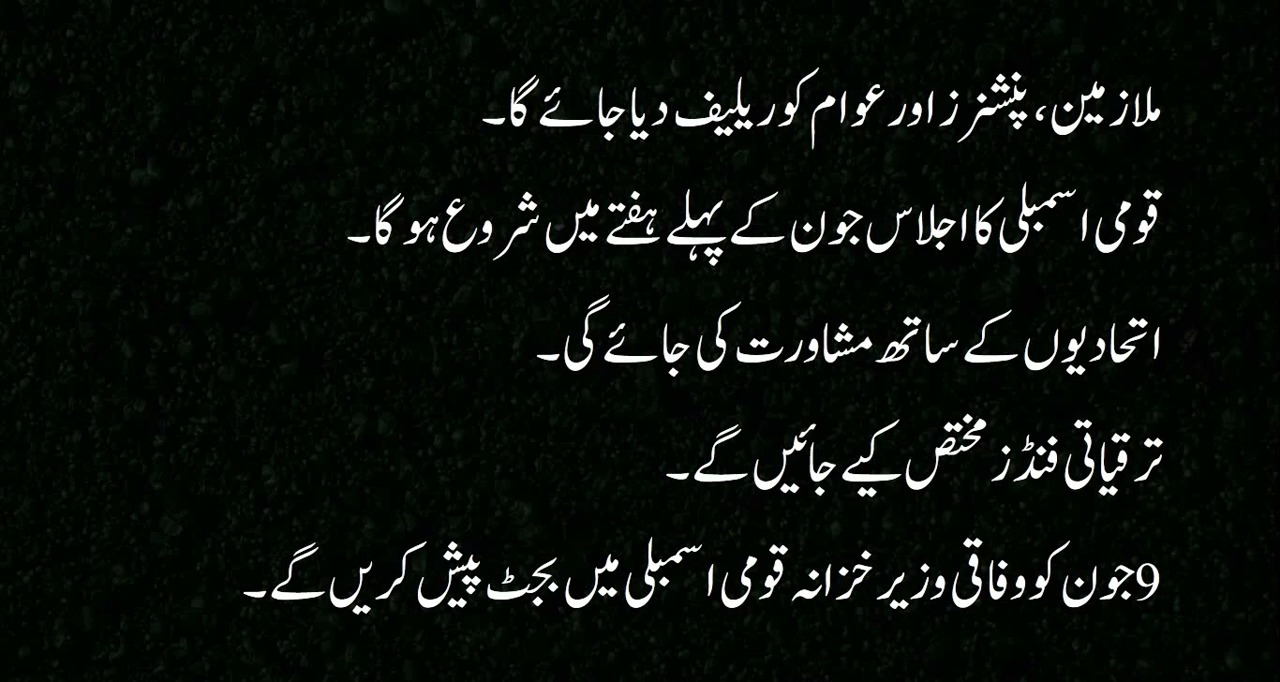 ملازمین، پنشنرز اور عوام کو ریلیف دیا جائے گا۔
قومی اسمبلی کا اجلاس جون کے پہلے ہفتے میں شروع ہو گا۔
اتحادیوں کے ساتھ مشاورت کی جائے گی۔
ترقیاتی فنڈز مختص کیے جائیں گے۔
9جون کو وفاقی وزیر خزانہ قومی اسمبلی میں بجٹ پیش کریں گے۔